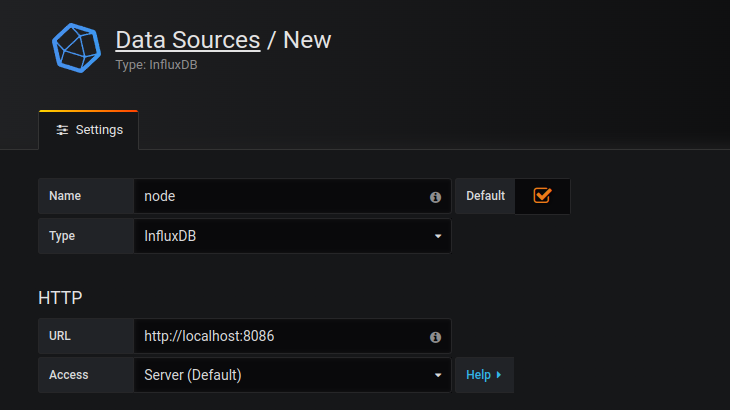 Data Sources / New
Type: InfluxDB
Settings
Name node Default
Type InfluxDB
HTTP
URL http://localhost:8086
Access Server (Default) Help